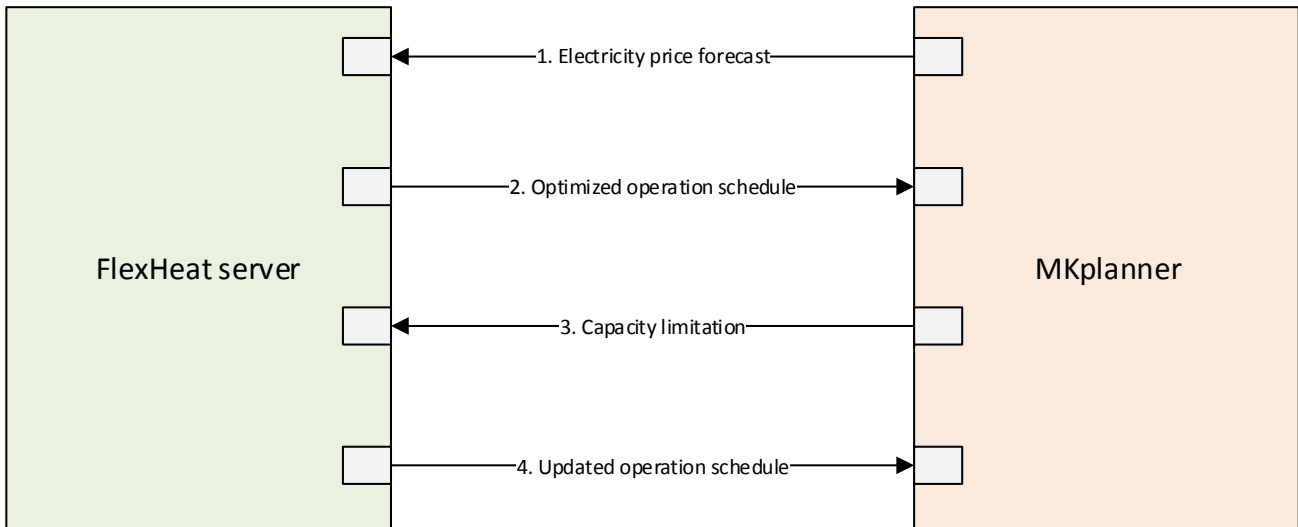 1. Electricity price forecast
2. Optimized operation schedule
FlexHeat server
MKplanner
3. Capacity limitation
4. Updated operation schedule